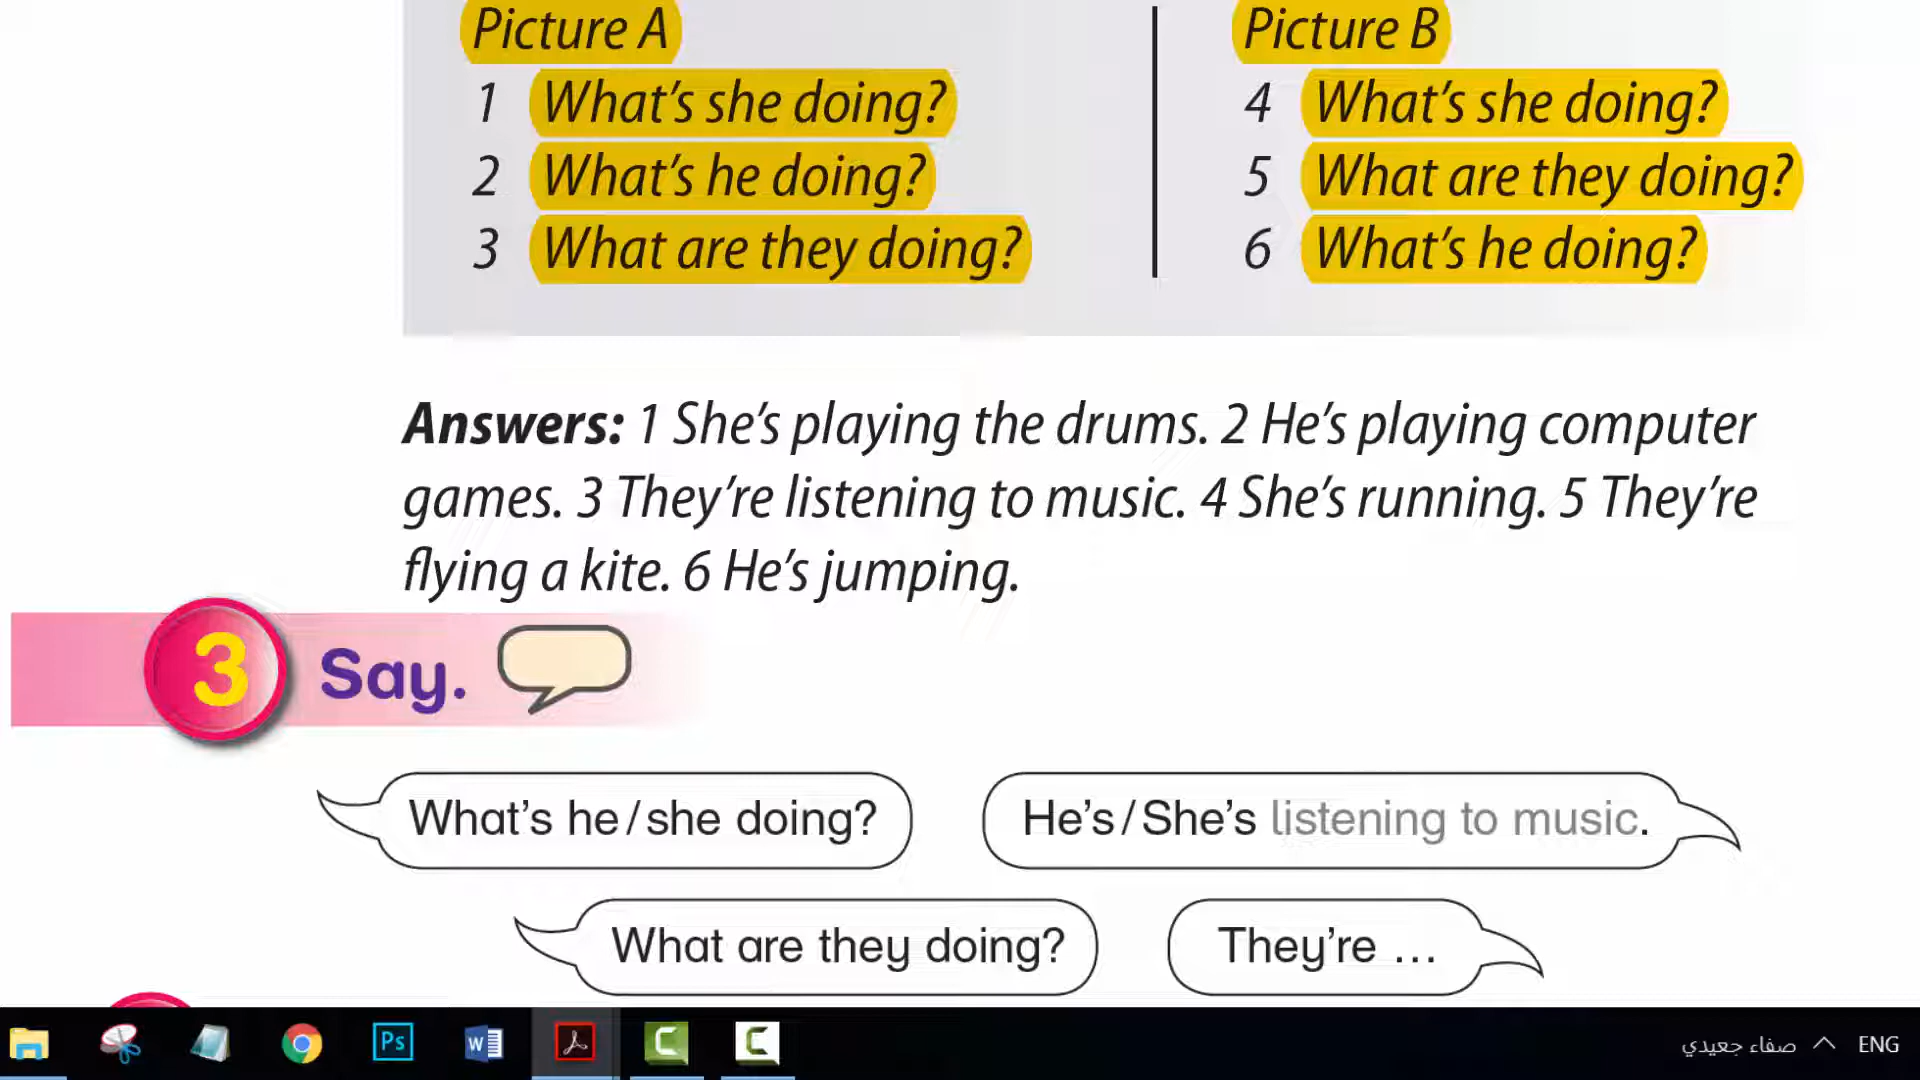 Picture A
1 What's she doing?
2 What's he doing?
3 What are they doing?
Picture B
4 What's she doing?
5 What are they doing?
6 What's he doing?
Answers: 1 She's playing the drums. 2 He's playing computer
games. 3 They're listening to music. 4 She's running. 5 They're
flying a kite. 6 He's jumping.
3 Say.
What's he/she doing?
He's/She's listening to music.
What are they doing?
They're ...
Ps
W
C
C
صفاء جعيدي
ENG